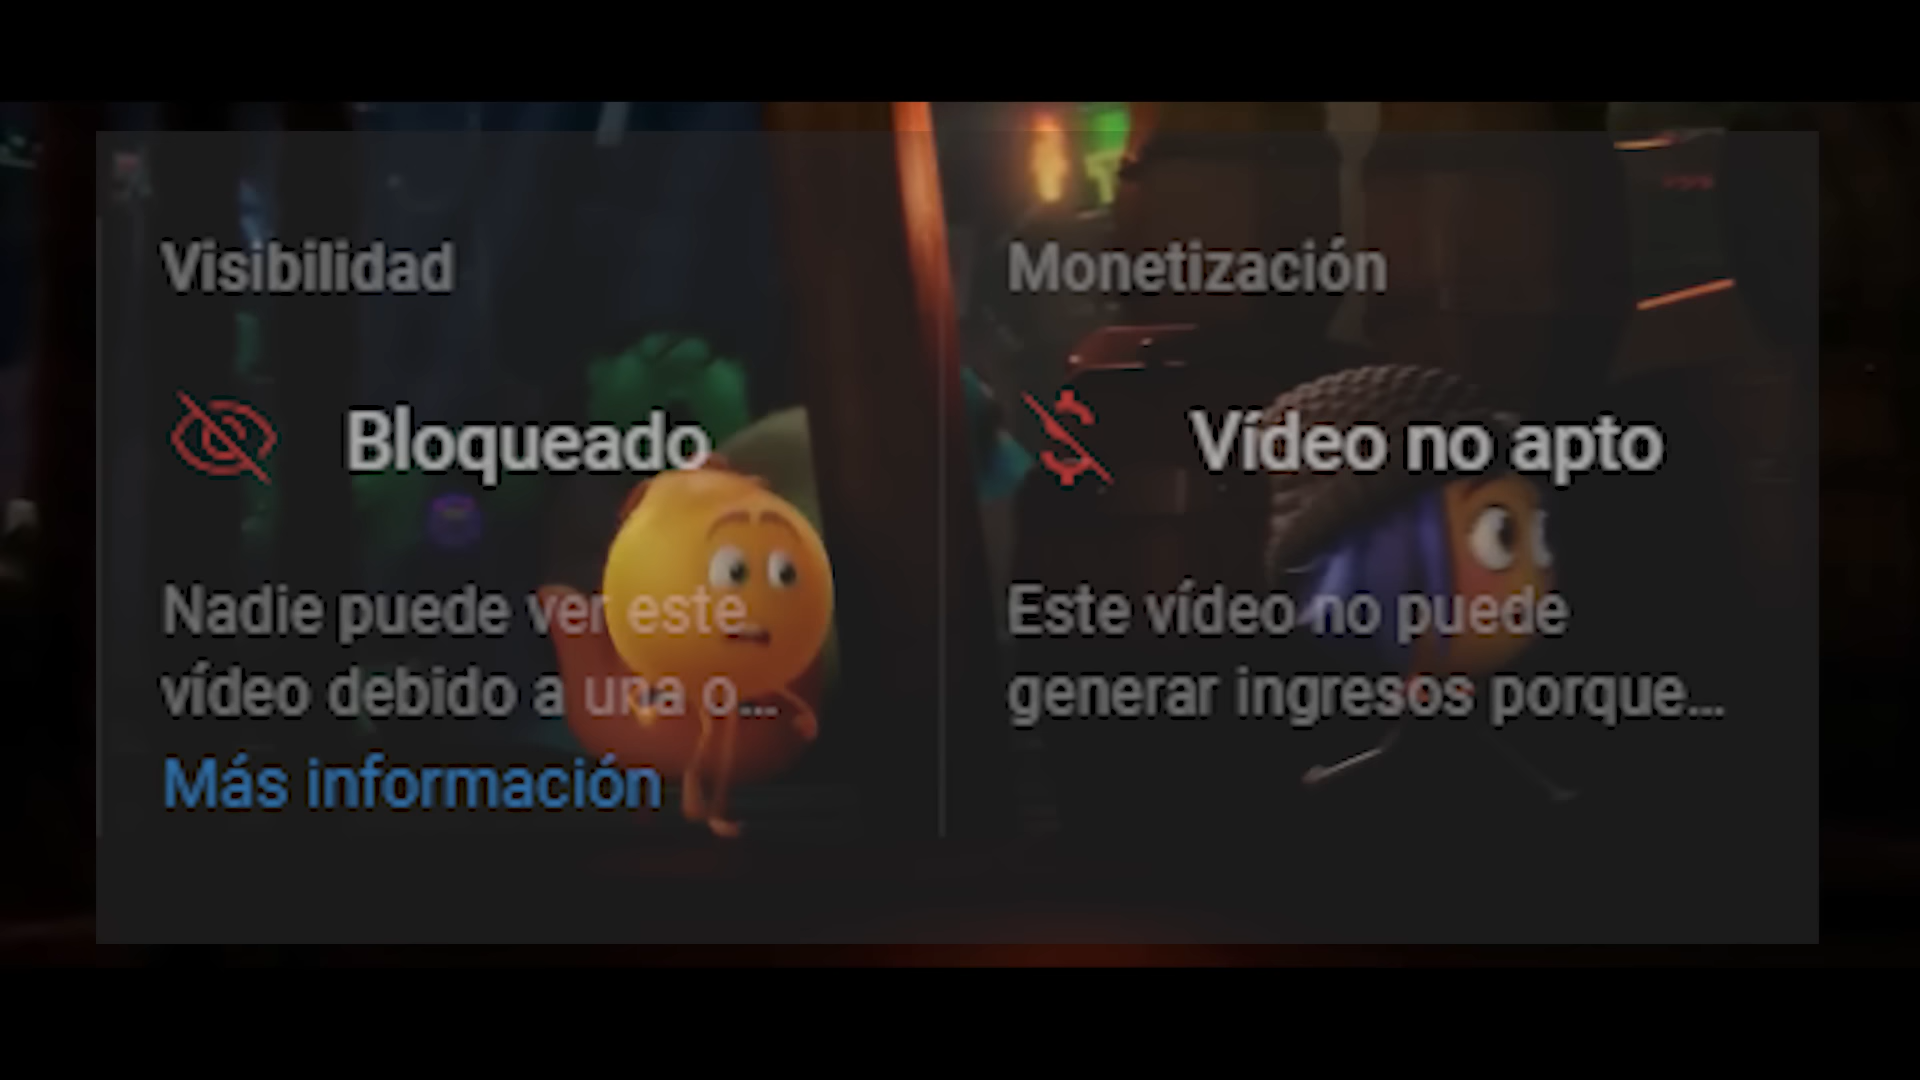 Visibilidad
Bloqueado
Nadie puede ver este
vídeo debido a una o...
Más información
Monetización
Vídeo no apto
Este vídeo no puede
generar ingresos porque...